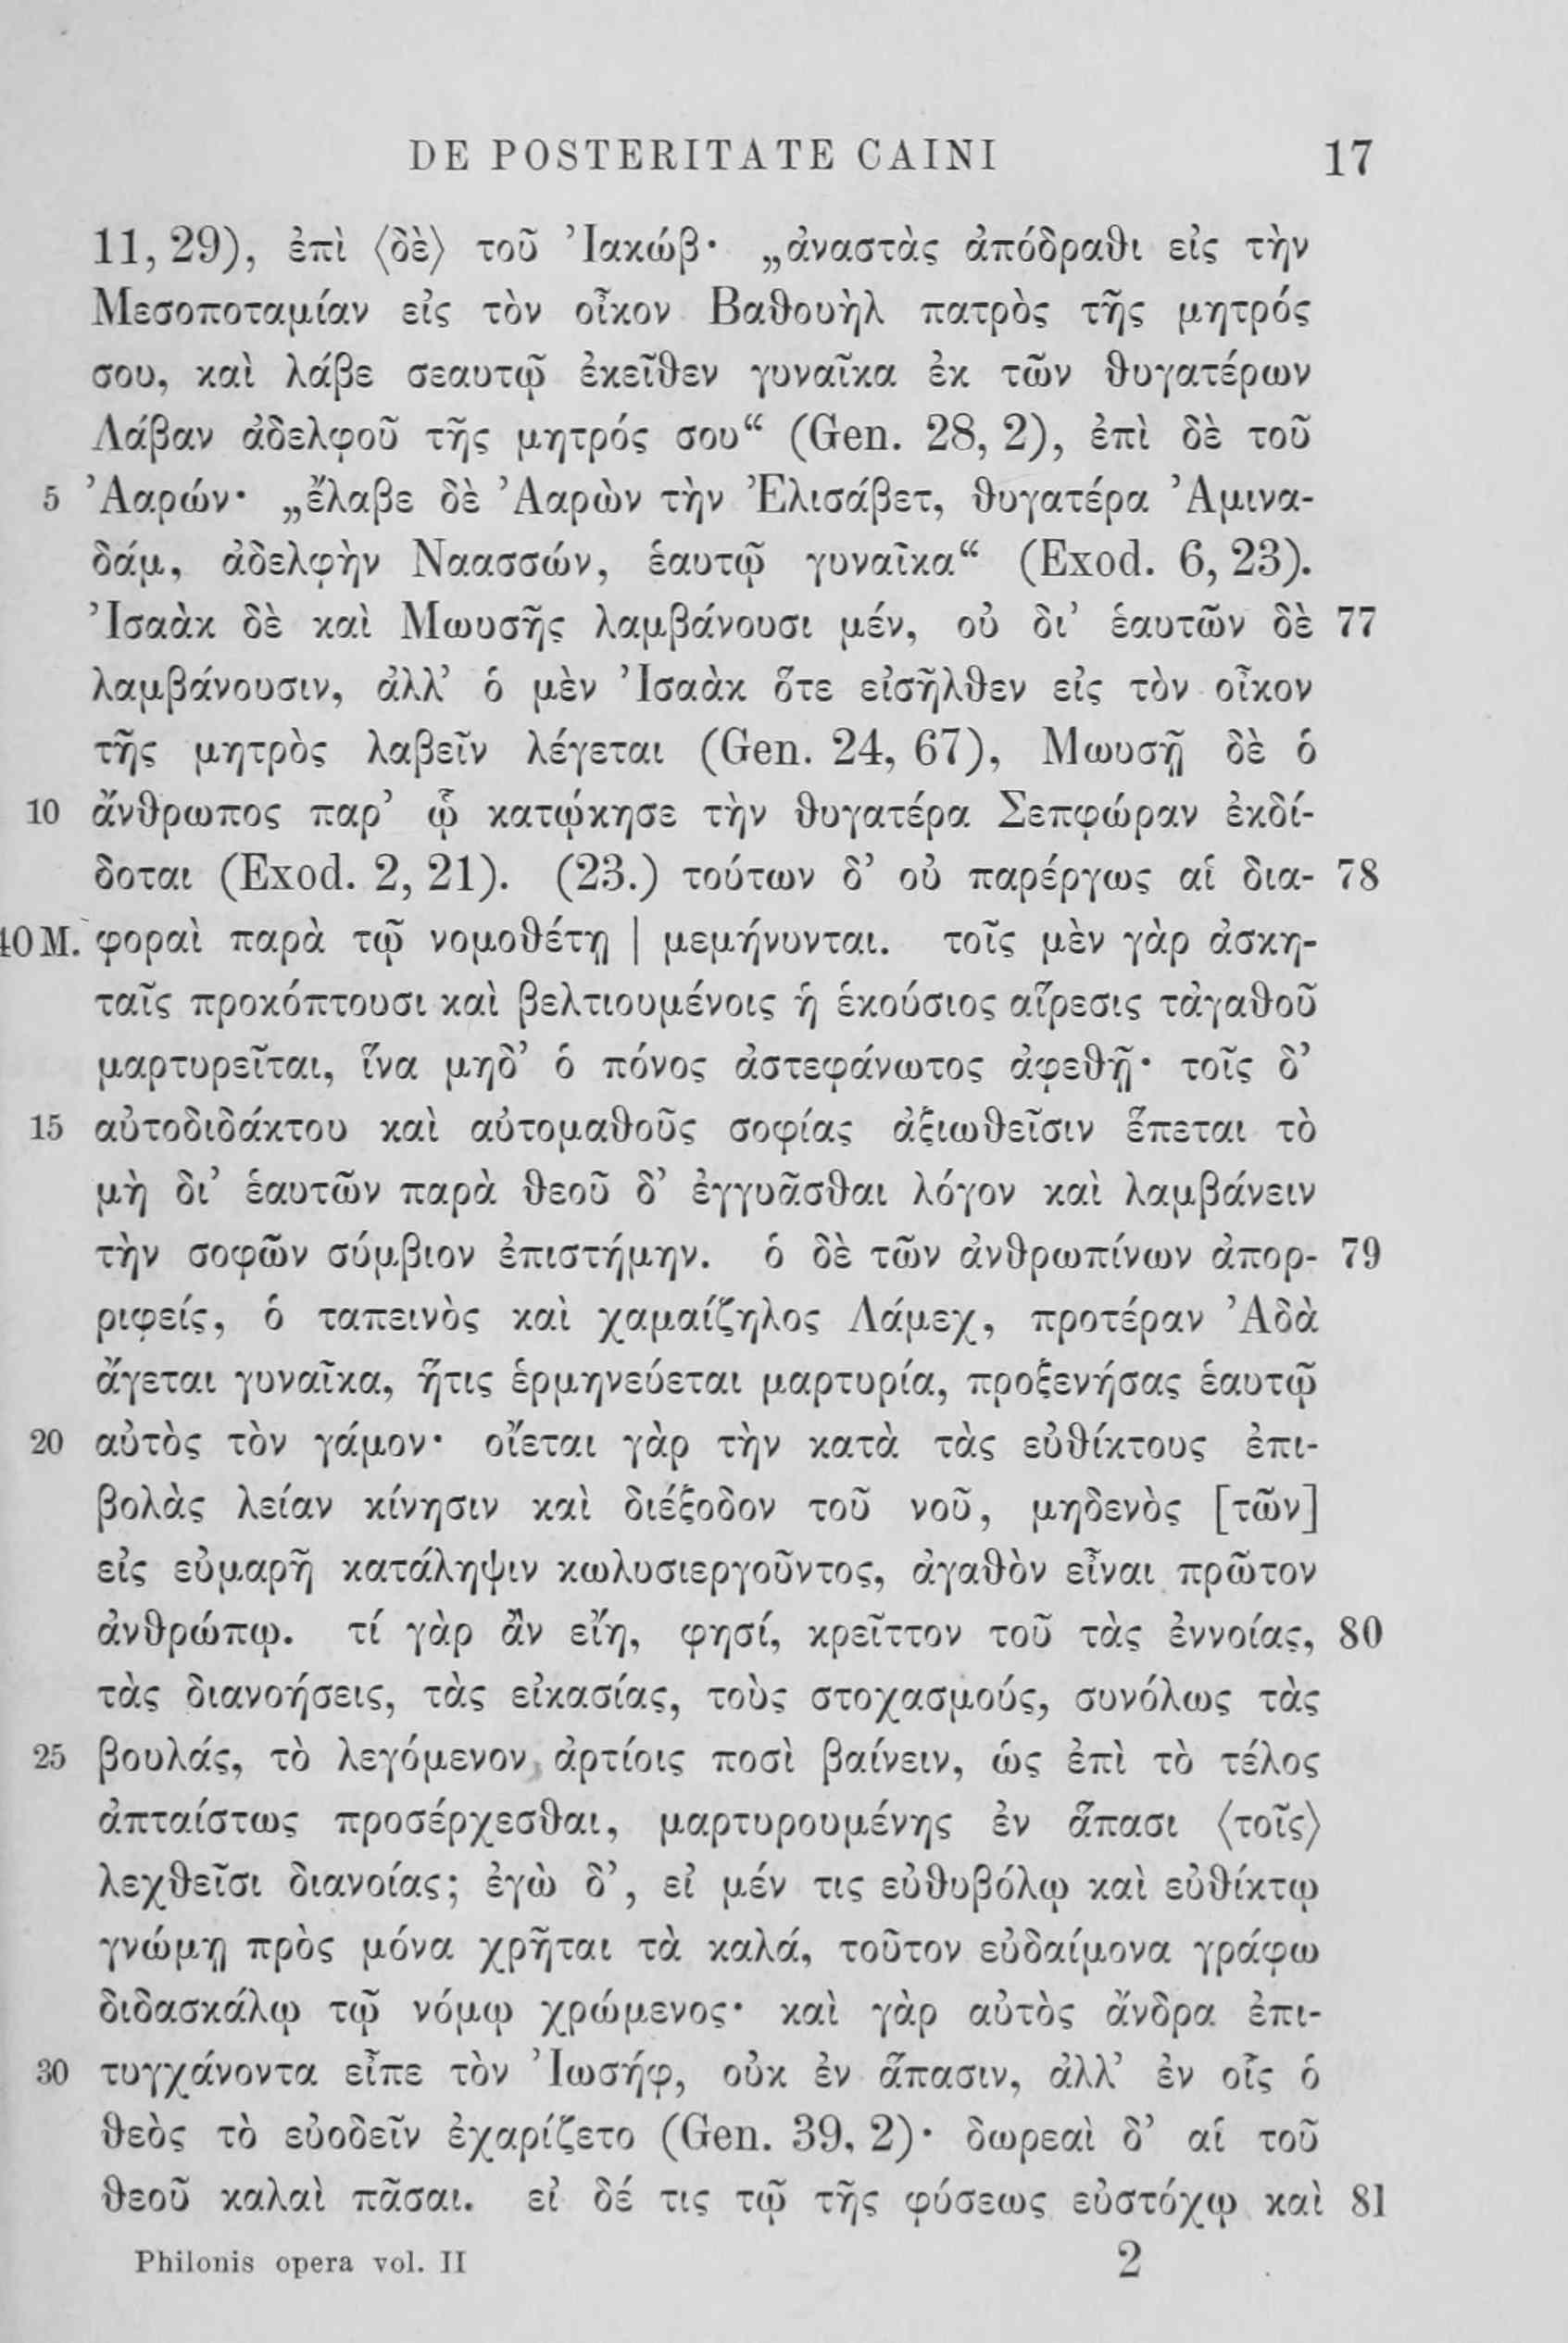 DE POSTERITATE CAINI 17
11, 29), ἐπὶ ⟨δὲ⟩ τοῦ Ἰακώβ· „ἀναστὰς ἀπόδραθι εἰς τὴν
Μεσοποταμίαν εἰς τὸν οἶκον Βαθουὴλ πατρὸς τῆς μητρός
σου, καὶ λάβε σεαυτῷ ἐκεῖθεν γυναῖκα ἐκ τῶν θυγατέρων
Λάβαν ἀδελφοῦ τῆς μητρός σου“ (Gen. 28, 2), ἐπὶ δὲ τοῦ
5 Ἀαρών· „ἔλαβε δὲ Ἀαρὼν τὴν Ἐλισάβετ, θυγατέρα Ἀμινα-
δάμ, ἀδελφὴν Ναασσών, ἑαυτῷ γυναῖκα“ (Exod. 6, 23).
Ἰσαὰκ δὲ καὶ Μωυσῆς λαμβάνουσι μέν, οὐ δι’ ἑαυτῶν δὲ 77
λαμβάνουσιν, ἀλλ’ ὁ μὲν Ἰσαὰκ ὅτε εἰσῆλθεν εἰς τὸν οἶκον
τῆς μητρὸς λαβεῖν λέγεται (Gen. 24, 67), Μωυσῇ δὲ ὁ
10 ἄνθρωπος παρ’ ᾧ κατῴκησε τὴν θυγατέρα Σεπφώραν ἐκδί-
δοται (Exod. 2, 21). (23.) τούτων δ’ οὐ παρέργως αἱ δια- 78
40 M. φοραὶ παρὰ τῷ νομοθέτῃ | μεμήνυνται. τοῖς μὲν γὰρ ἀσκη-
ταῖς προκόπτουσι καὶ βελτιουμένοις ἡ ἑκούσιος αἵρεσις τἀγαθοῦ
μαρτυρεῖται, ἵνα μηδ’ ὁ πόνος ἀστεφάνωτος ἀφεθῇ· τοῖς δ’
15 αὐτοδιδάκτου καὶ αὐτομαθοῦς σοφίας ἀξιωθεῖσιν ἕπεται τὸ
μὴ δι’ ἑαυτῶν παρὰ θεοῦ δ’ ἐγγυᾶσθαι λόγον καὶ λαμβάνειν
τὴν σοφῶν σύμβιον ἐπιστήμην. ὁ δὲ τῶν ἀνθρωπίνων ἀπορ- 79
ριφείς, ὁ ταπεινὸς καὶ χαμαίζηλος Λάμεχ, προτέραν Ἀδὰ
ἄγεται γυναῖκα, ἥτις ἑρμηνεύεται μαρτυρία, προξενήσας ἑαυτῷ
20 αὐτὸς τὸν γάμον· οἴεται γὰρ τὴν κατὰ τὰς εὐθίκτους ἐπι-
βολὰς λείαν κίνησιν καὶ διέξοδον τοῦ νοῦ, μηδενὸς [τῶν]
εἰς εὐμαρῆ κατάληψιν κωλυσιεργοῦντος, ἀγαθὸν εἶναι πρῶτον
ἀνθρώπῳ. τί γὰρ ἂν εἴη, φησί, κρεῖττον τοῦ τὰς ἐννοίας, 80
τὰς διανοήσεις, τὰς εἰκασίας, τοὺς στοχασμούς, συνόλως τὰς
25 βουλάς, τὸ λεγόμενον, ἀρτίοις ποσὶ βαίνειν, ὡς ἐπὶ τὸ τέλος
ἀπταίστως προσέρχεσθαι, μαρτυρουμένης ἐν ἅπασι ⟨τοῖς⟩
λεχθεῖσι διανοίας; ἐγὼ δ’, εἰ μέν τις εὐθυβόλῳ καὶ εὐθίκτῳ
γνώμῃ πρὸς μόνα χρῆται τὰ καλά, τοῦτον εὐδαίμονα γράφω
διδασκάλῳ τῷ νόμῳ χρώμενος· καὶ γὰρ αὐτὸς ἄνδρα ἐπι-
30 τυγχάνοντα εἶπε τὸν Ἰωσήφ, οὐκ ἐν ἅπασιν, ἀλλ’ ἐν οἷς ὁ
θεὸς τὸ εὐοδεῖν ἐχαρίζετο (Gen. 39, 2)· δωρεαὶ δ’ αἱ τοῦ
θεοῦ καλαὶ πᾶσαι. εἰ δέ τις τῷ τῆς φύσεως εὐστόχῳ καὶ 81
Philonis opera vol. II 2